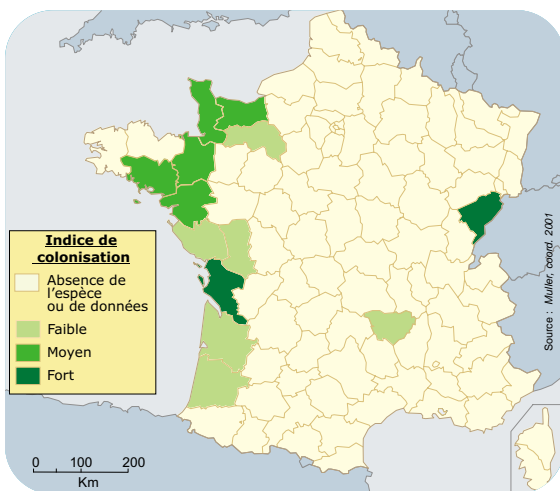 Indice de
colonisation
Absence de
l'espèce
ou de données
Faible
Moyen
Fort
0 100 200
Km
Source : Muller, coord. 2001